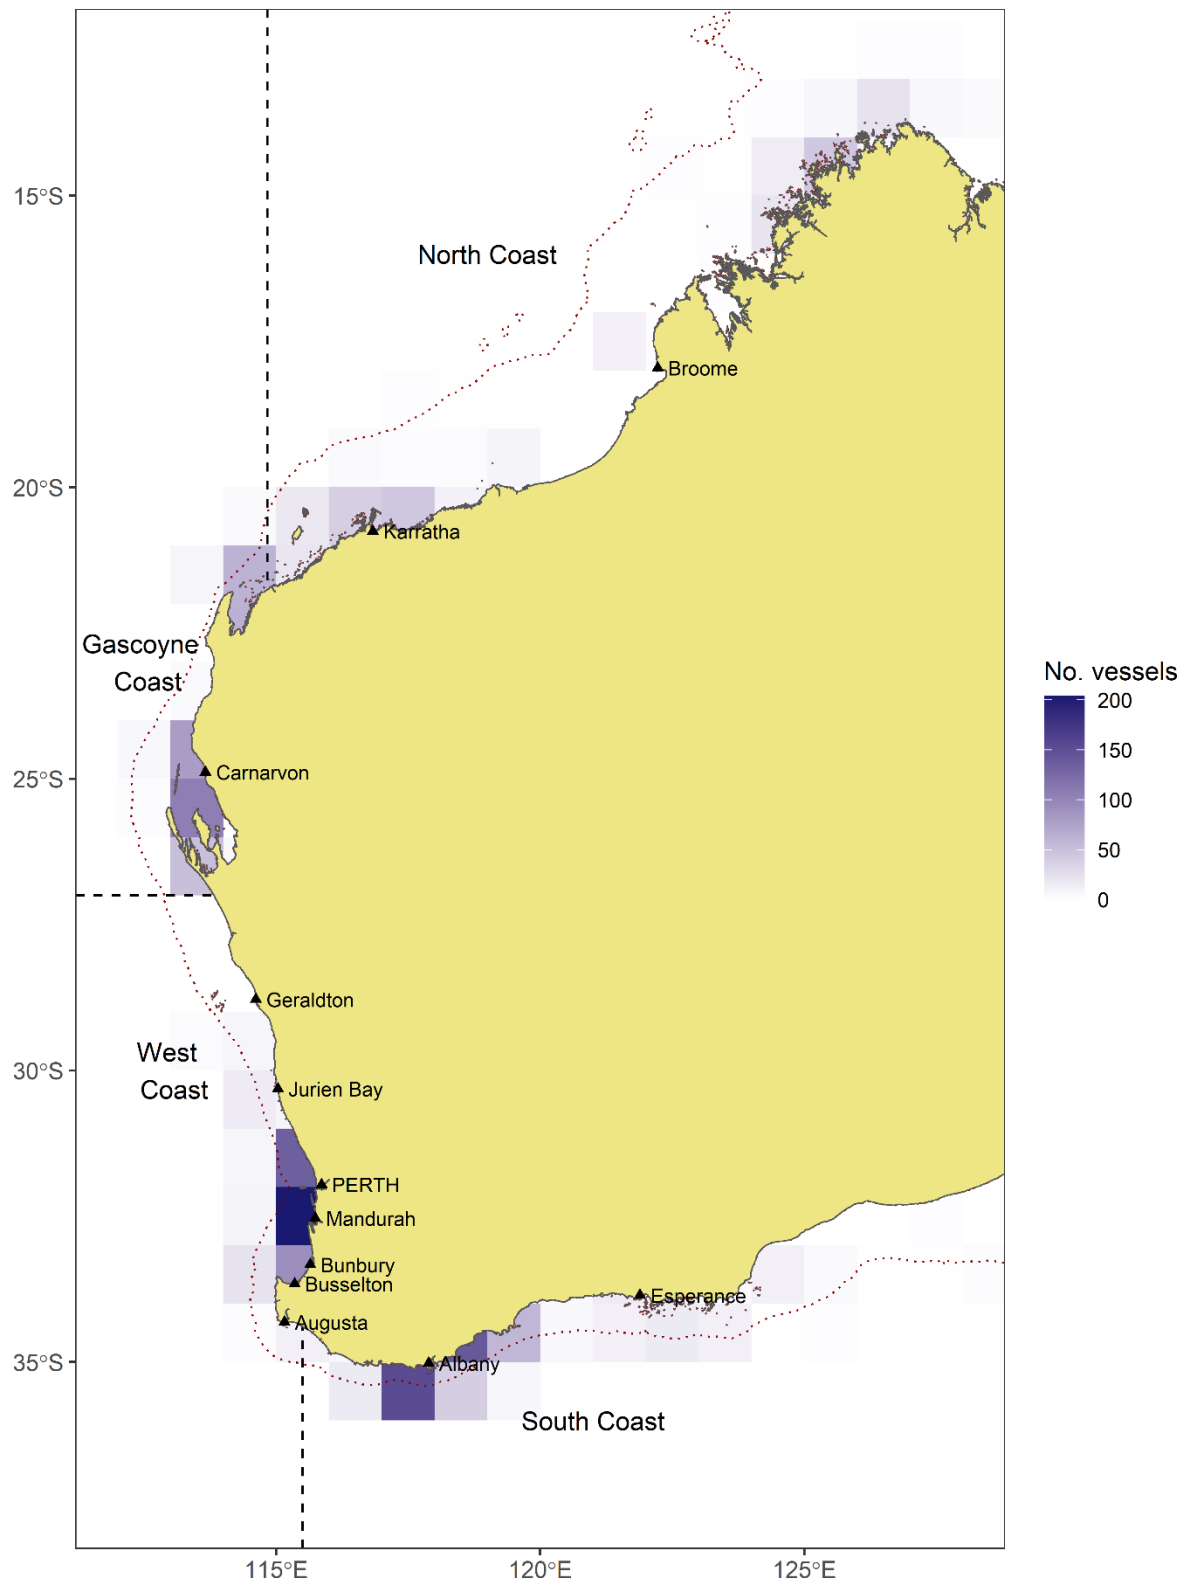 15°S
North Coast
Broome
20°S
Karratha
Gascoyne
Coast
No. vessels
200
150
100
50
0
25°S
Carnarvon
Geraldton
West
Coast
30°S
Jurien Bay
PERTH
Mandurah
Bunbury
Busselton
Augusta
Esperance
35°S
Albany
South Coast
115°E
120°E
125°E